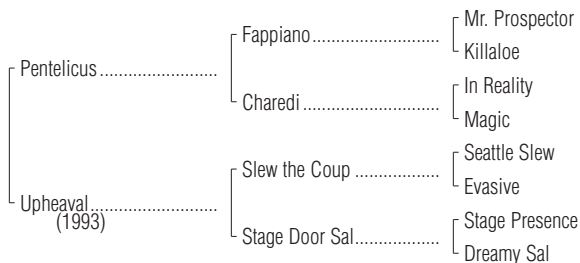 Mr. Prospector
Fappiano
Killaloe
Pentelicus
In Reality
Charedi
Magic
Seattle Slew
Slew the Coup
Evasive
Upheaval
(1993)
Stage Presence
Stage Door Sal
Dreamy Sal